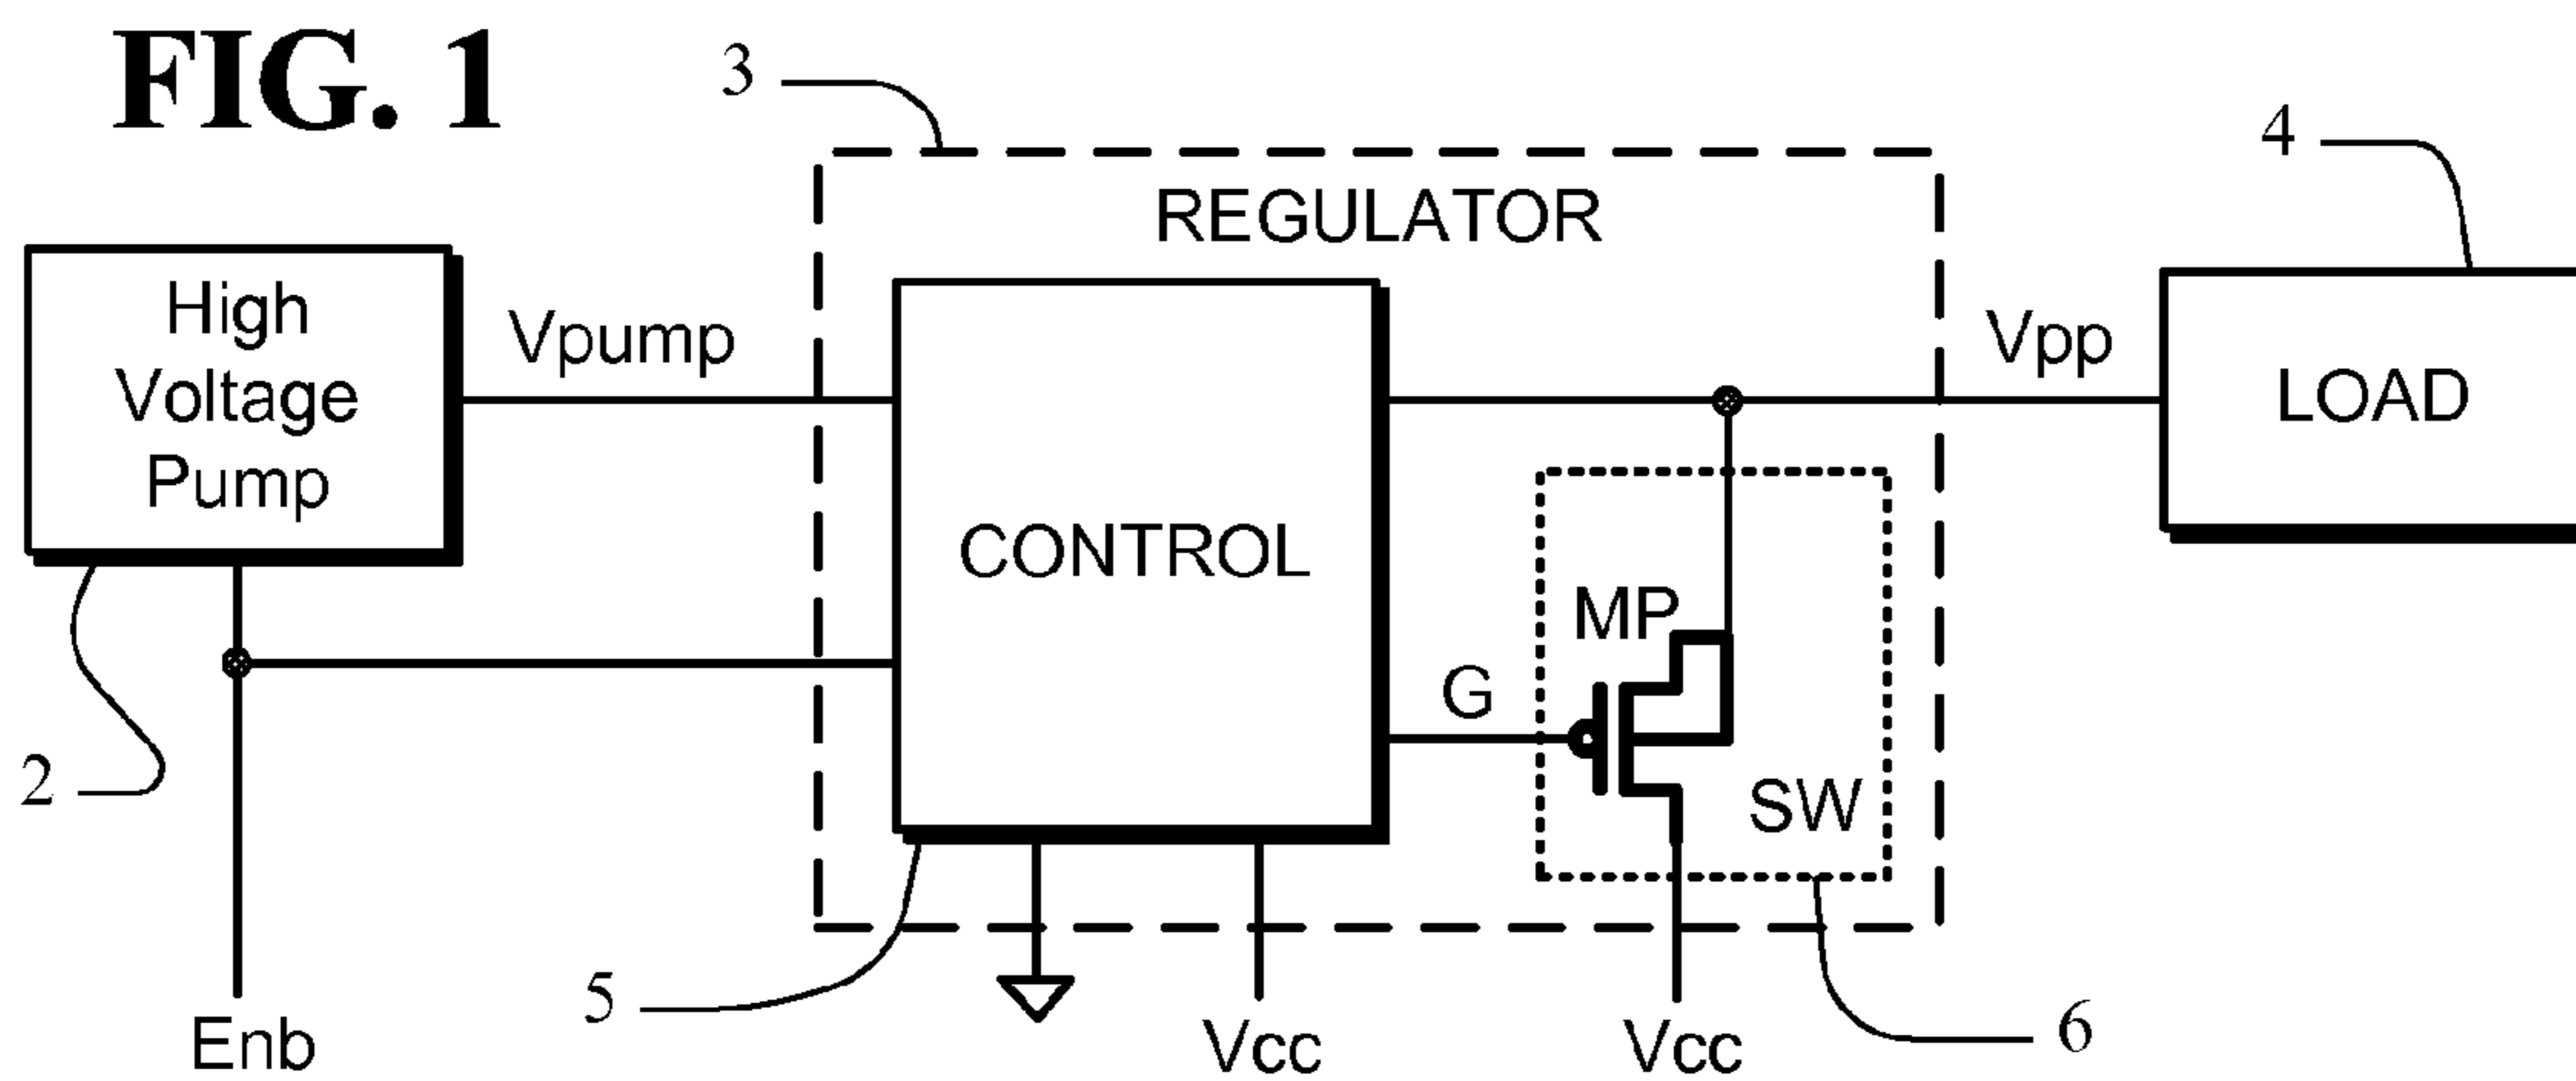 FIG. 1
3
4
REGULATOR
High
Voltage
Pump
Vpump
Vpp
LOAD
CONTROL
MP
G
SW
2
5
6
Enb
Vcc
Vcc